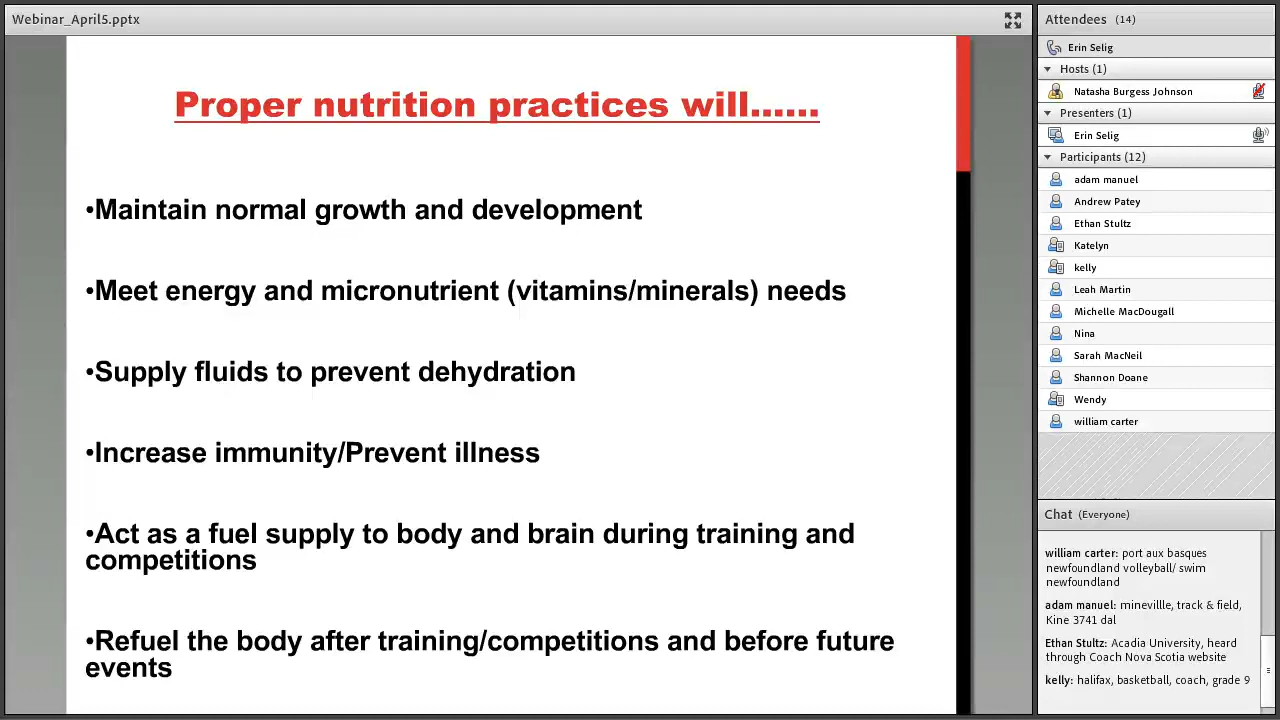 Webinar_April5.pptx
Proper nutrition practices will......
•Maintain normal growth and development
•Meet energy and micronutrient (vitamins/minerals) needs
•Supply fluids to prevent dehydration
•Increase immunity/Prevent illness
•Act as a fuel supply to body and brain during training and
competitions
•Refuel the body after training/competitions and before future
events
Attendees (14)
Erin Selig
Hosts (1)
Natasha Burgess Johnson
Presenters (1)
Erin Selig
Participants (12)
adam manuel
Andrew Patey
Ethan Stultz
Katelyn
kelly
Leah Martin
Michelle MacDougall
Nina
Sarah MacNeil
Shannon Doane
Wendy
william carter
Chat (Everyone)
william carter: port aux basques
newfoundland volleyball/ swim
newfoundland
adam manuel: minevillle, track & field,
Kine 3741 dal
Ethan Stultz: Acadia University, heard
through Coach Nova Scotia website
kelly: halifax, basketball, coach, grade 9